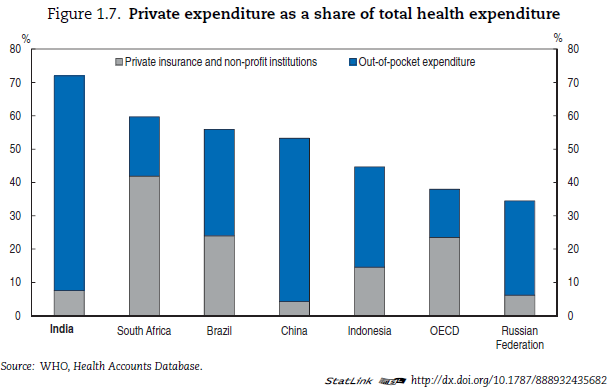 Figure 1.7. Private expenditure as a share of total health expenditure
% %
Private insurance and non-profit institutions Out-of-pocket expenditure
80 80
70 70
60 60
50 50
40 40
30 30
20 20
10 10
0 0
India South Africa Brazil China Indonesia OECD Russian
Federation
Source: WHO, Health Accounts Database.
StatLink http://dx.doi.org/10.1787/888932435682